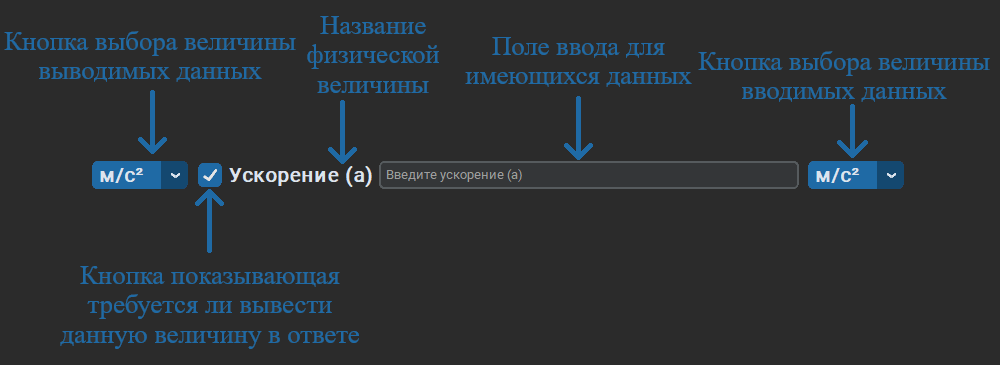 Кнопка выбора величины
выводимых данных
Название
физической
величины
Поле ввода для
имеющихся данных
Кнопка выбора величины
вводимых данных
м/с²
Ускорение (a)
Введите ускорение (a)
м/с²
Кнопка показывающая
требуется ли вывести
данную величину в ответе